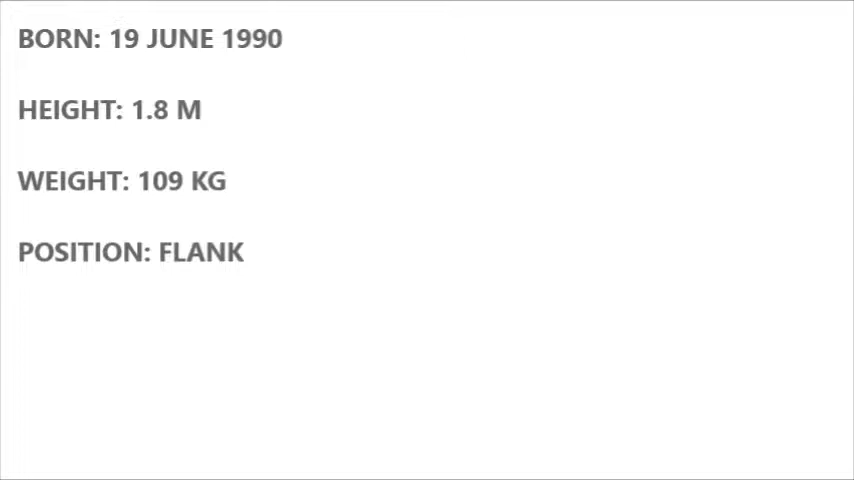 BORN: 19 JUNE 1990
HEIGHT: 1.8 M
WEIGHT: 109 KG
POSITION: FLANK